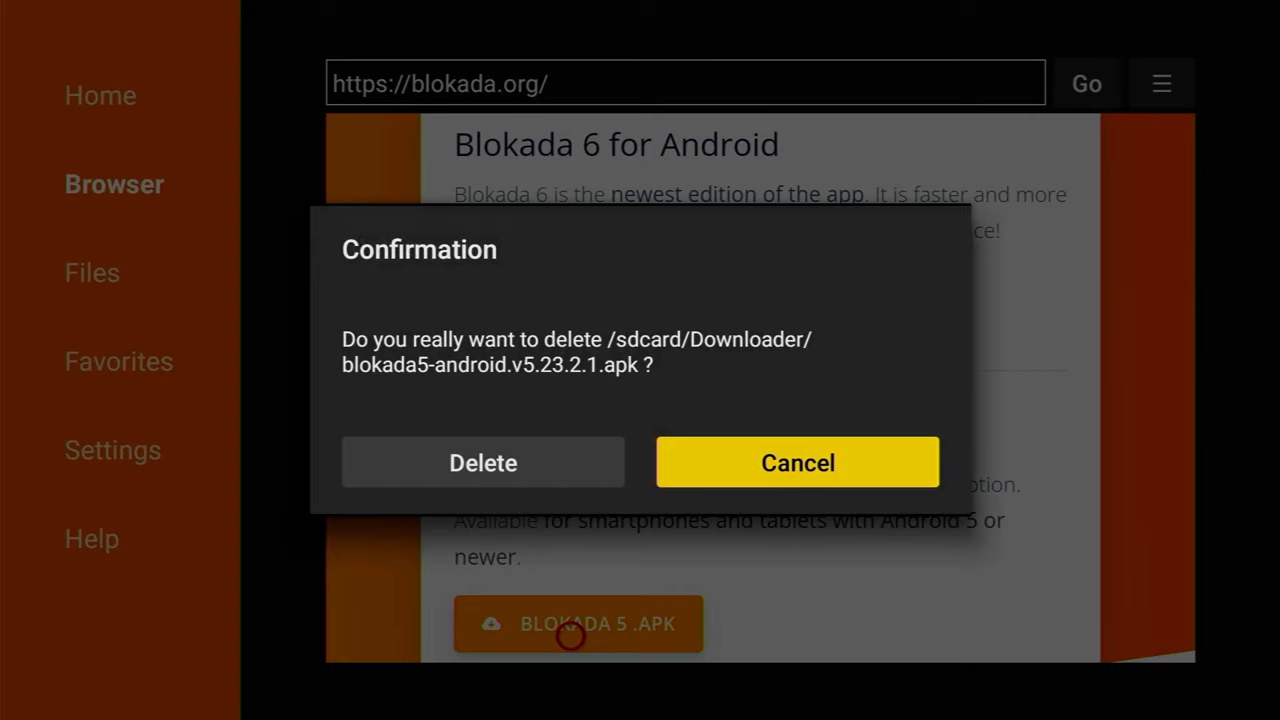 Home
Browser
Files
Favorites
Settings
Help
https://blokada.org/
Go
Blokada 6 for Android
Blokada 6 is the newest edition of the app. It is faster and more
ce!
Confirmation
Do you really want to delete /sdcard/Downloader/
blokada5-android.v5.23.2.1.apk ?
Delete
Cancel
ption.
Available for smartphones and tablets with Android 5 or
newer.
BLOKADA 5 .APK